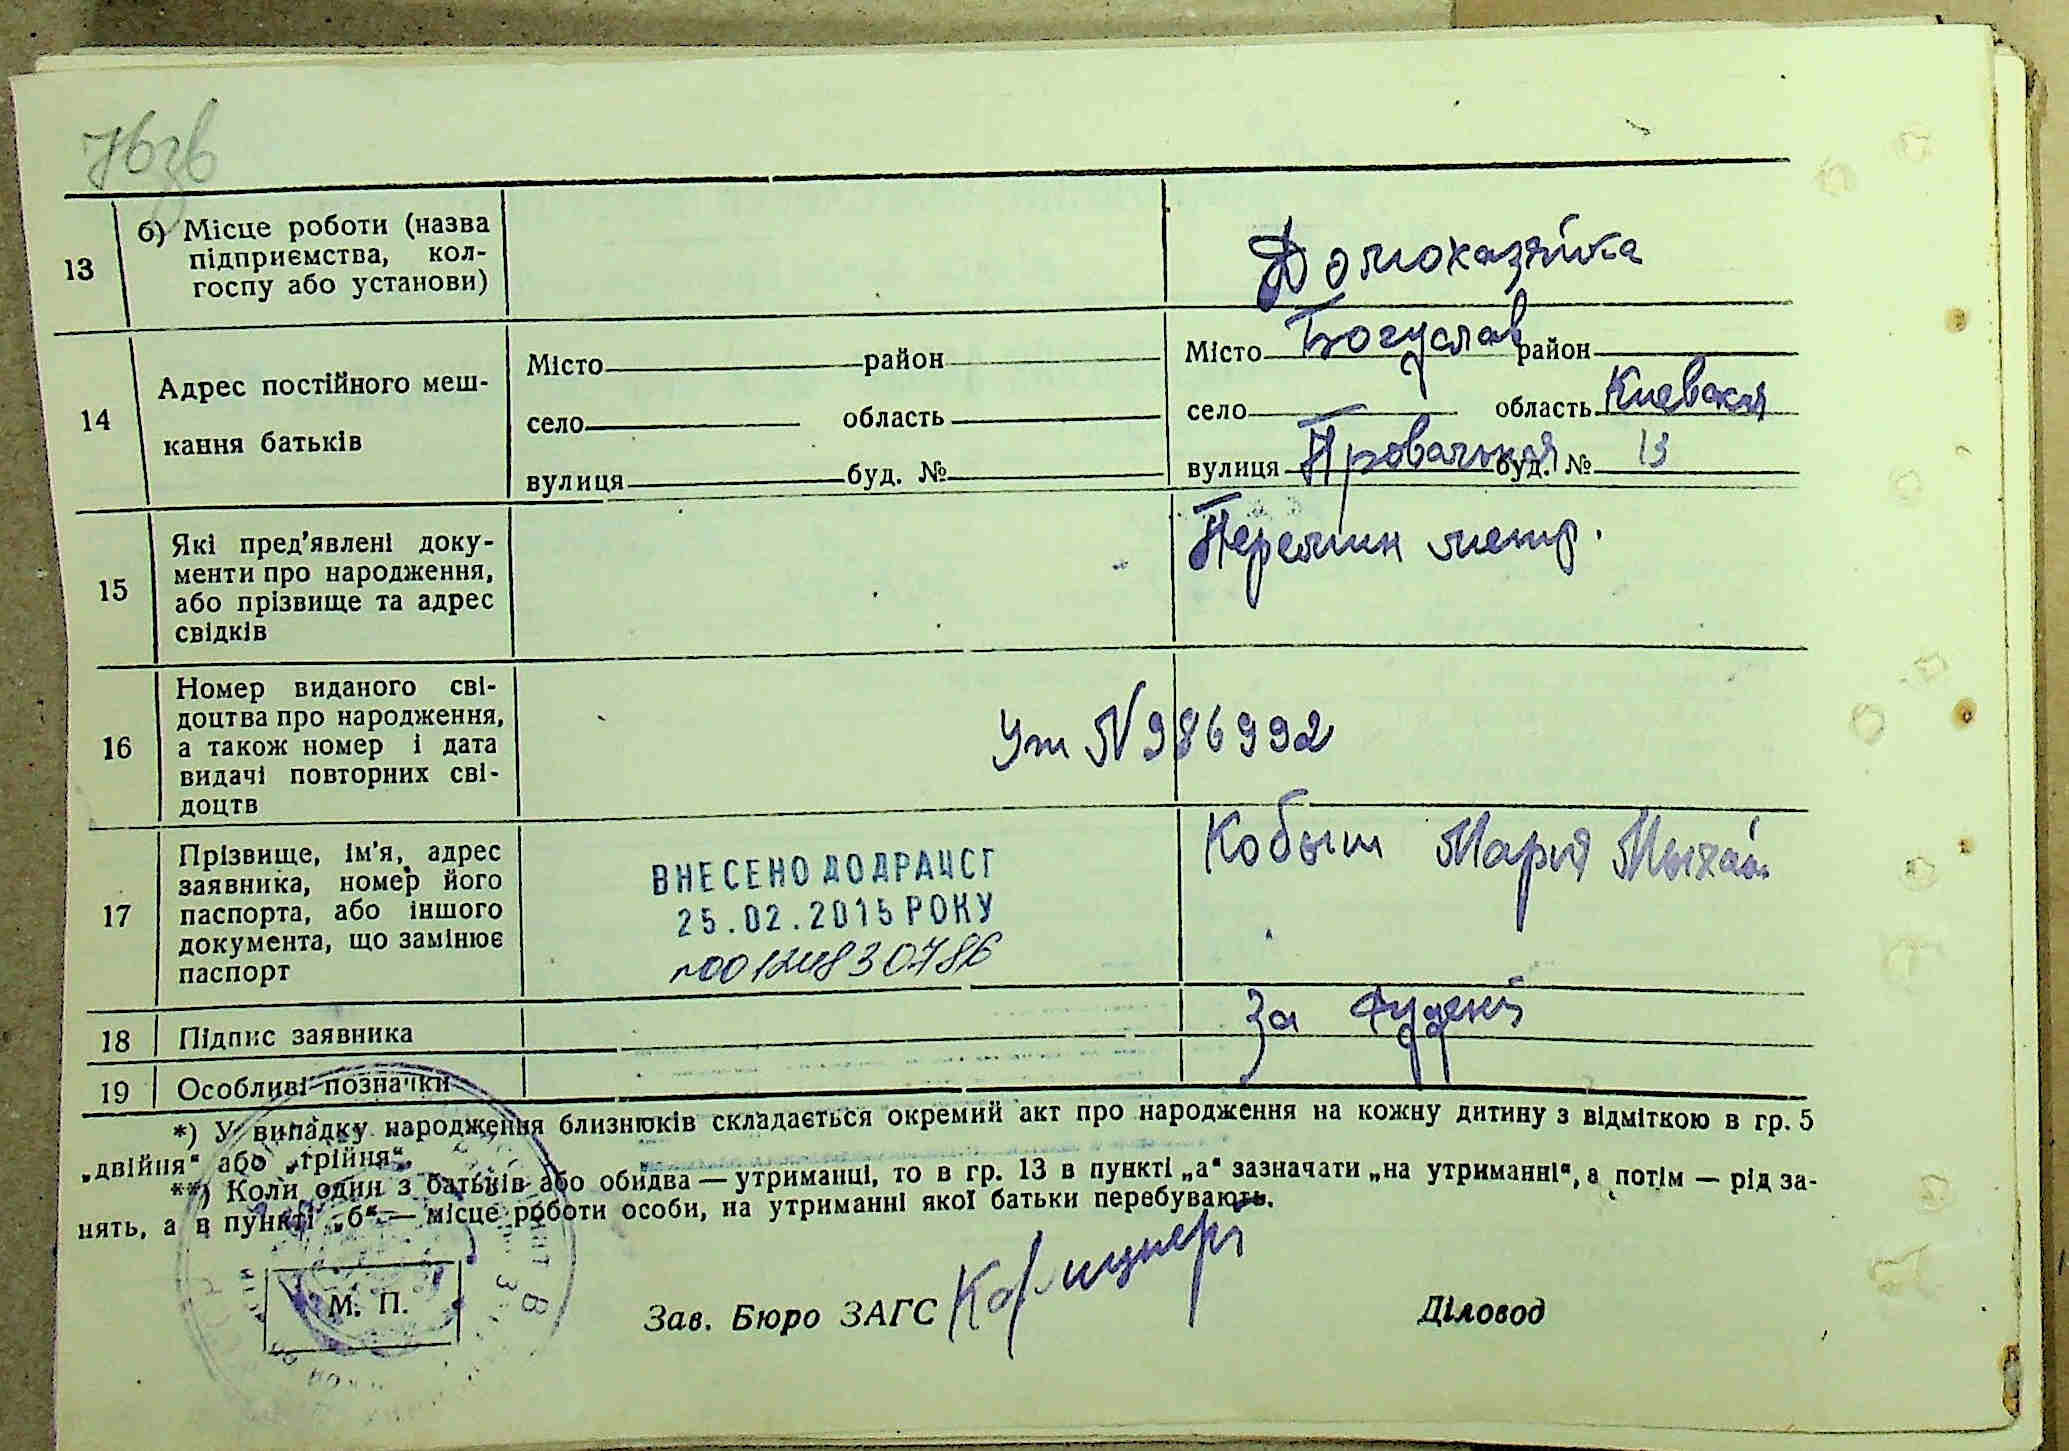 76зв
13
б) Місце роботи (назва
підприємства, кол-
госпу або установи)
Домохазяйка
14
Адрес постійного меш-
кання батьків
Місто район
село область
вулиця буд. №
Місто Богуслав район
село область Киевская
вулиця буд. № 13
15
Які пред'явлені доку-
менти про народження,
або прізвище та адрес
свідків
метр.
16
Номер виданого сві-
доцтва про народження,
а також номер і дата
видачі повторних сві-
доцтв
N 986992
17
Прізвище, ім'я, адрес
заявника, номер його
паспорта, або іншого
документа, що замінює
паспорт
ВНЕСЕНО ДО ДРАЦСГ
25.02.2015 РОКУ
Кобыш Мария
18
Підпис заявника
За
19
Особливі позначки
*) У випадку народження близнюків складається окремий акт про народження на кожну дитину з відміткою в гр. 5
„двійня“ або „трійня“.
**) Коли один з батьків або обидва — утриманці, то в гр. 13 в пункті „а“ зазначати „на утриманні“, а потім — рід за-
нять, а в пункті „б“ — місце роботи особи, на утриманні якої батьки перебувають.
М. П.
Зав. Бюро ЗАГС
Діловод